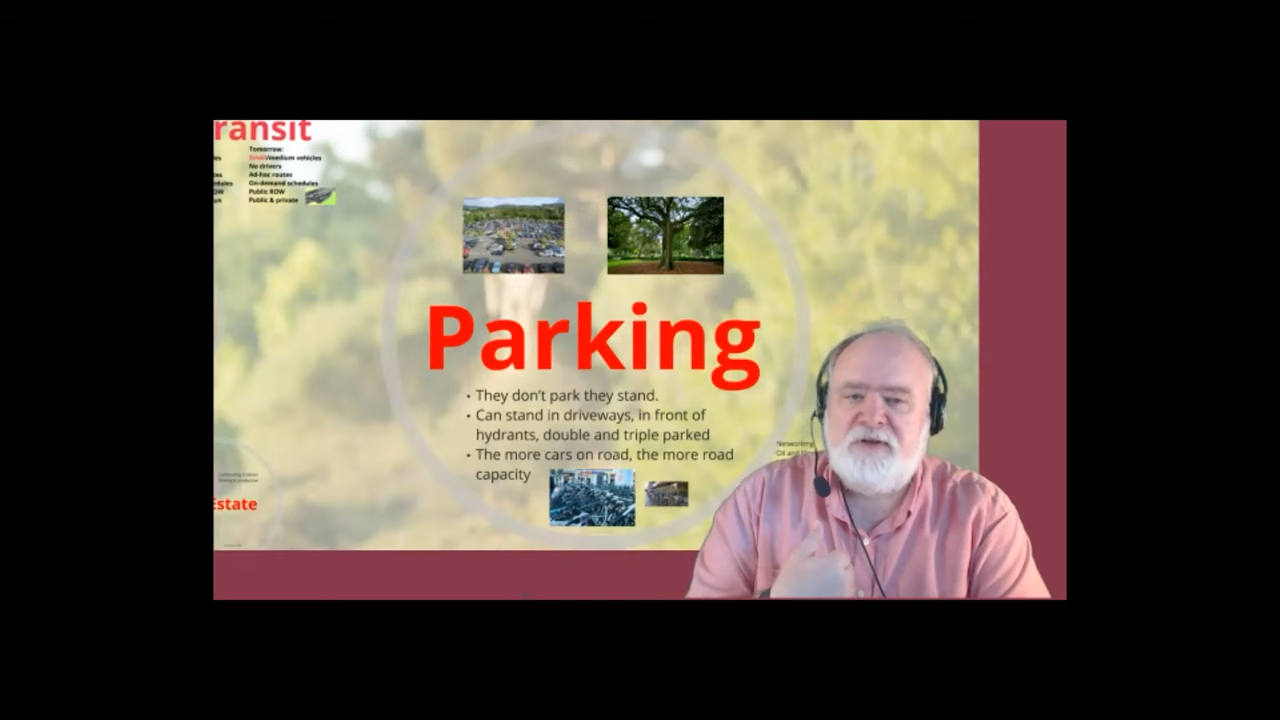 ransit
Tomorrow:
Small/medium vehicles
No drivers
Ad-hoc routes
On-demand schedules
Public ROW
Public & private
Parking
• They don't park they stand.
• Can stand in driveways, in front of
hydrants, double and triple parked
• The more cars on road, the more road
capacity
Networking
Oil and
Estate